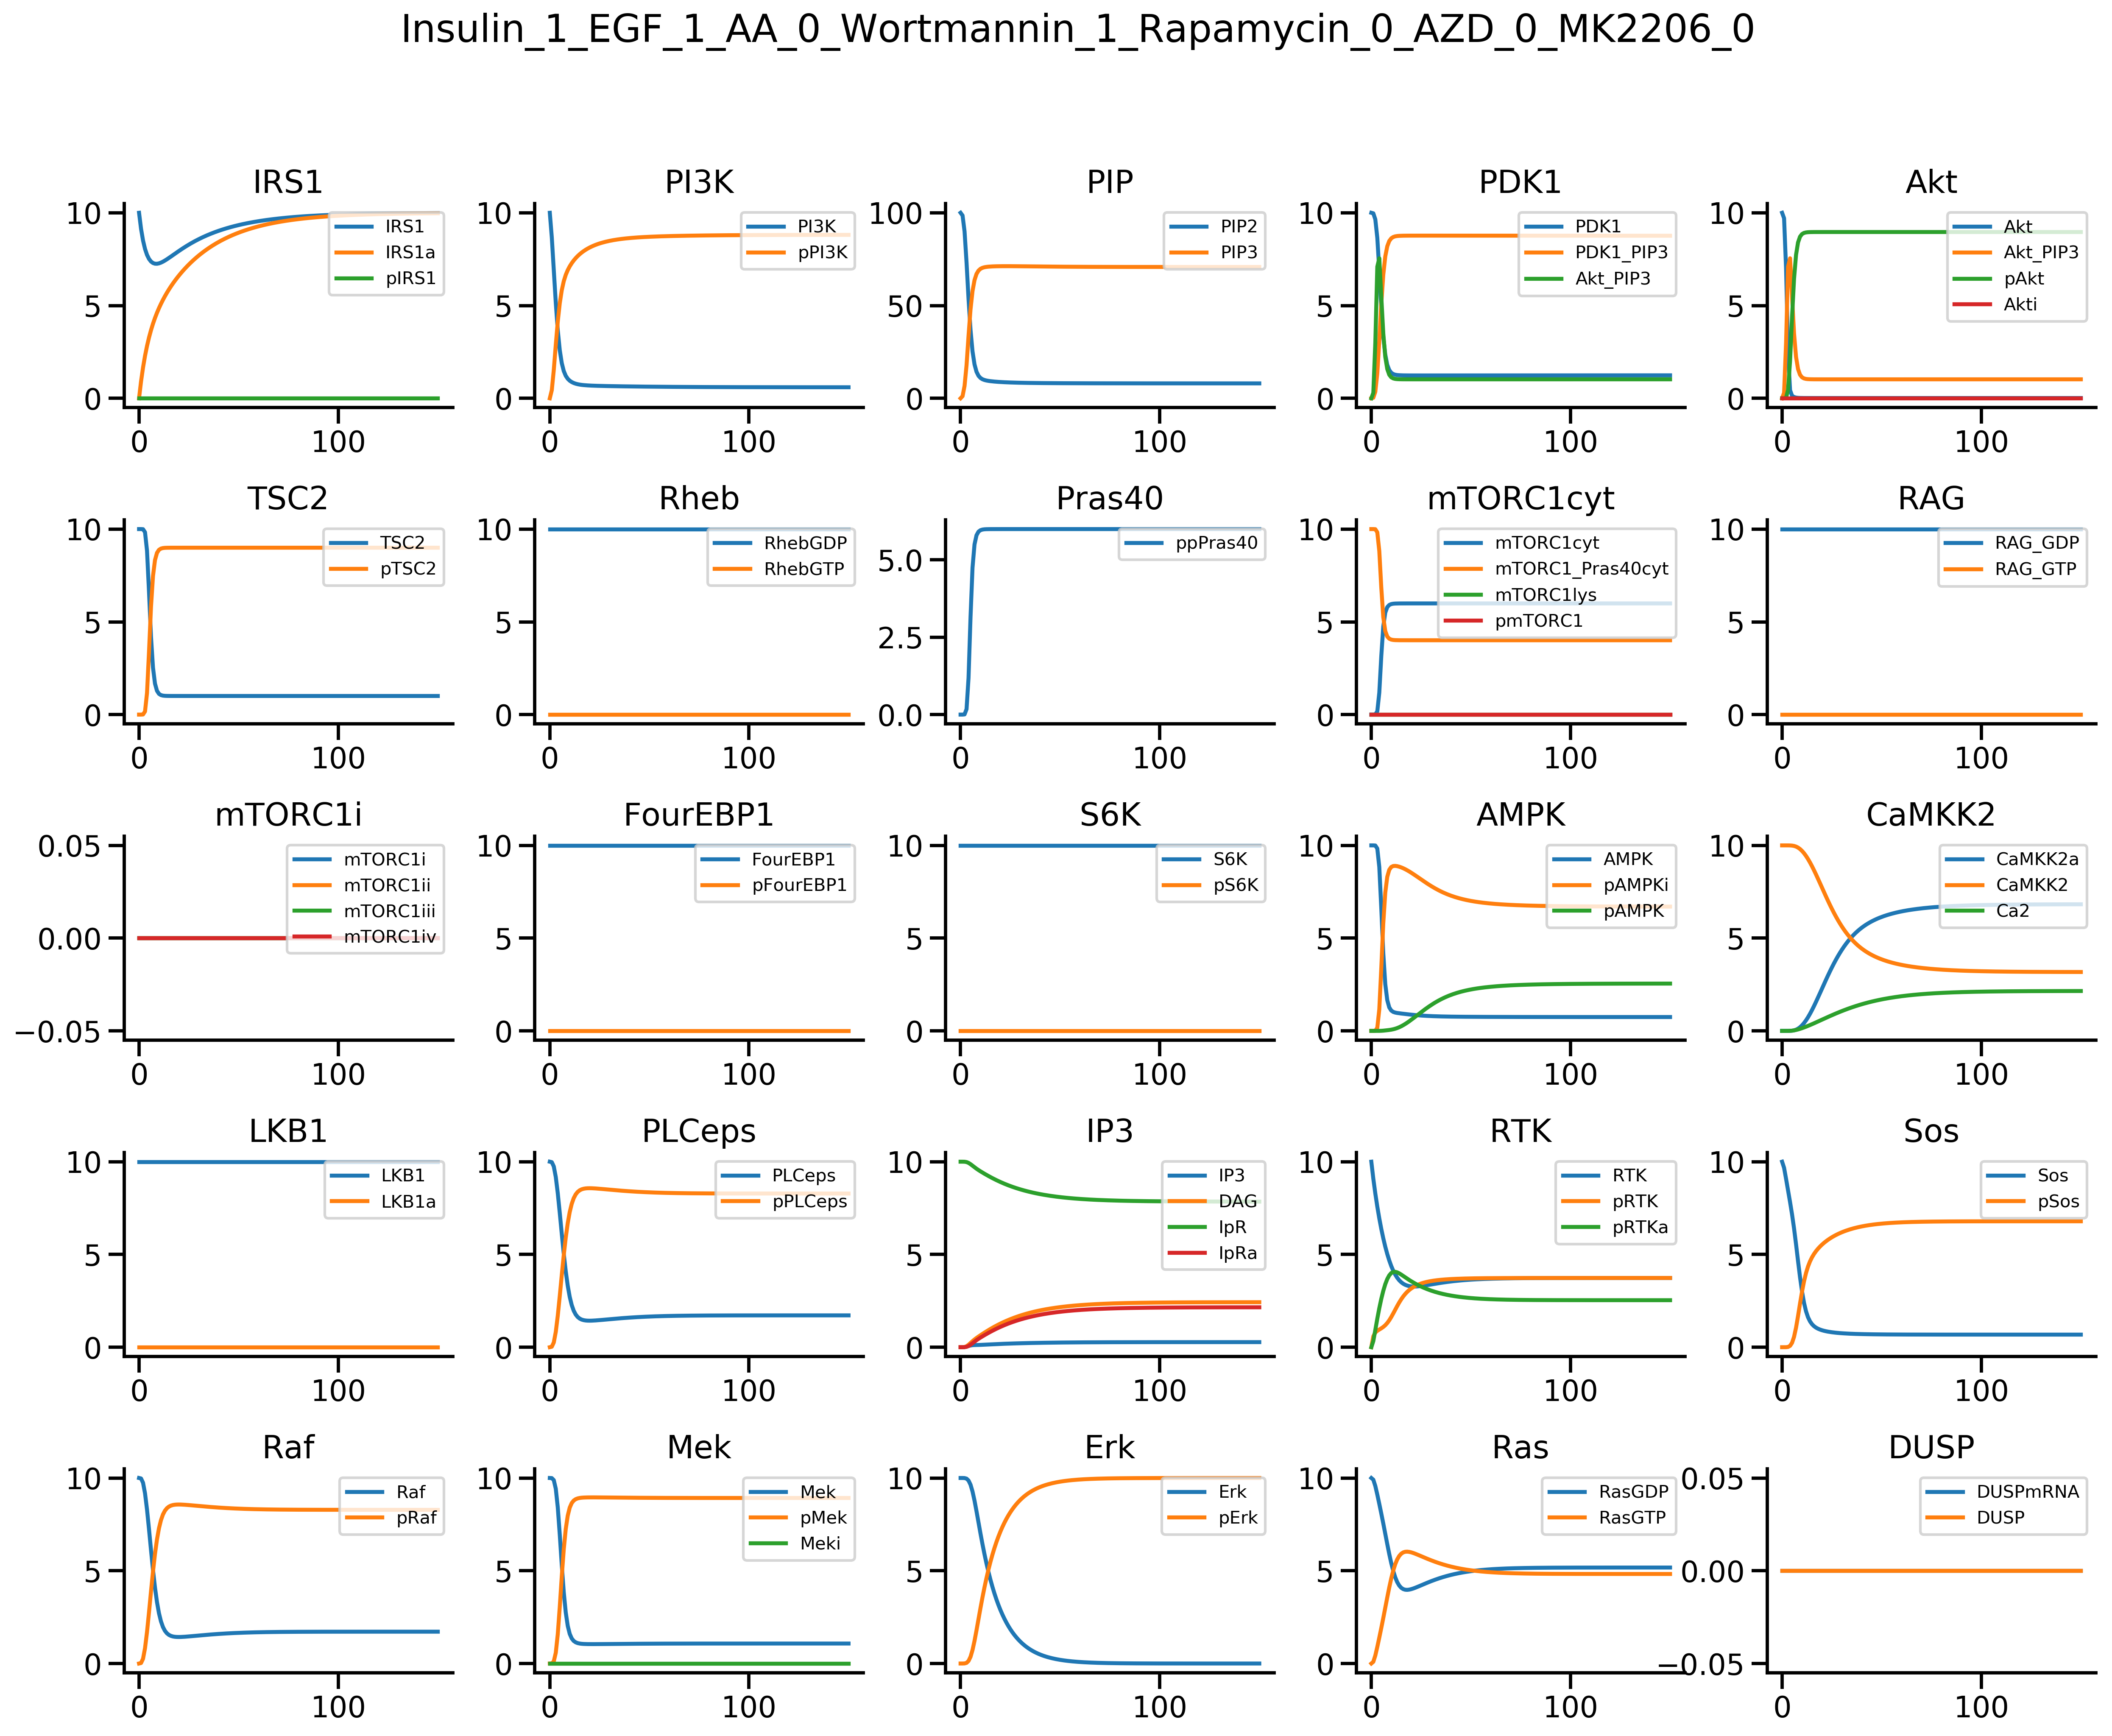 Insulin_1_EGF_1_AA_0_Wortmannin_1_Rapamycin_0_AZD_0_MK2206_0
IRS1
10
5
0
0
100
IRS1
IRS1a
pIRS1
PI3K
10
5
0
0
100
PI3K
pPI3K
PIP
100
50
0
0
100
PIP2
PIP3
PDK1
10
5
0
0
100
PDK1
PDK1_PIP3
Akt_PIP3
Akt
10
5
0
0
100
Akt
Akt_PIP3
pAkt
Akti
TSC2
10
5
0
0
100
TSC2
pTSC2
Rheb
10
5
0
0
100
RhebGDP
RhebGTP
Pras40
5.0
2.5
0.0
0
100
ppPras40
mTORC1cyt
10
5
0
0
100
mTORC1cyt
mTORC1_Pras40cyt
mTORC1lys
pmTORC1
RAG
10
5
0
0
100
RAG_GDP
RAG_GTP
mTORC1i
0.05
0.00
−0.05
0
100
mTORC1i
mTORC1ii
mTORC1iii
mTORC1iv
FourEBP1
10
5
0
0
100
FourEBP1
pFourEBP1
S6K
10
5
0
0
100
S6K
pS6K
AMPK
10
5
0
0
100
AMPK
pAMPKi
pAMPK
CaMKK2
10
5
0
0
100
CaMKK2a
CaMKK2
Ca2
LKB1
10
5
0
0
100
LKB1
LKB1a
PLCeps
10
5
0
0
100
PLCeps
pPLCeps
IP3
10
5
0
0
100
IP3
DAG
IpR
IpRa
RTK
10
5
0
0
100
RTK
pRTK
pRTKa
Sos
10
5
0
0
100
Sos
pSos
Raf
10
5
0
0
100
Raf
pRaf
Mek
10
5
0
0
100
Mek
pMek
Meki
Erk
10
5
0
0
100
Erk
pErk
Ras
10
5
0
0
100
RasGDP
RasGTP
DUSP
0.05
0.00
−0.05
0
100
DUSPmRNA
DUSP